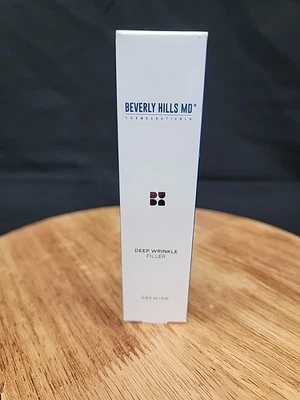 BEVERLY HILLS MD®
COSMECEUTICALS
DEEP WRINKLE
FILLER